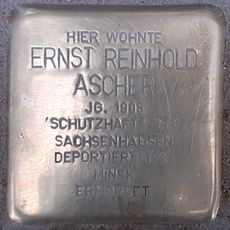 HIER WOHNTE
ERNST REINHOLD
ASCHER
JG.
'SCHUTZHAFT'
SACHSENHAUSEN
DEPORTIERT
MINSK
ERMORDET